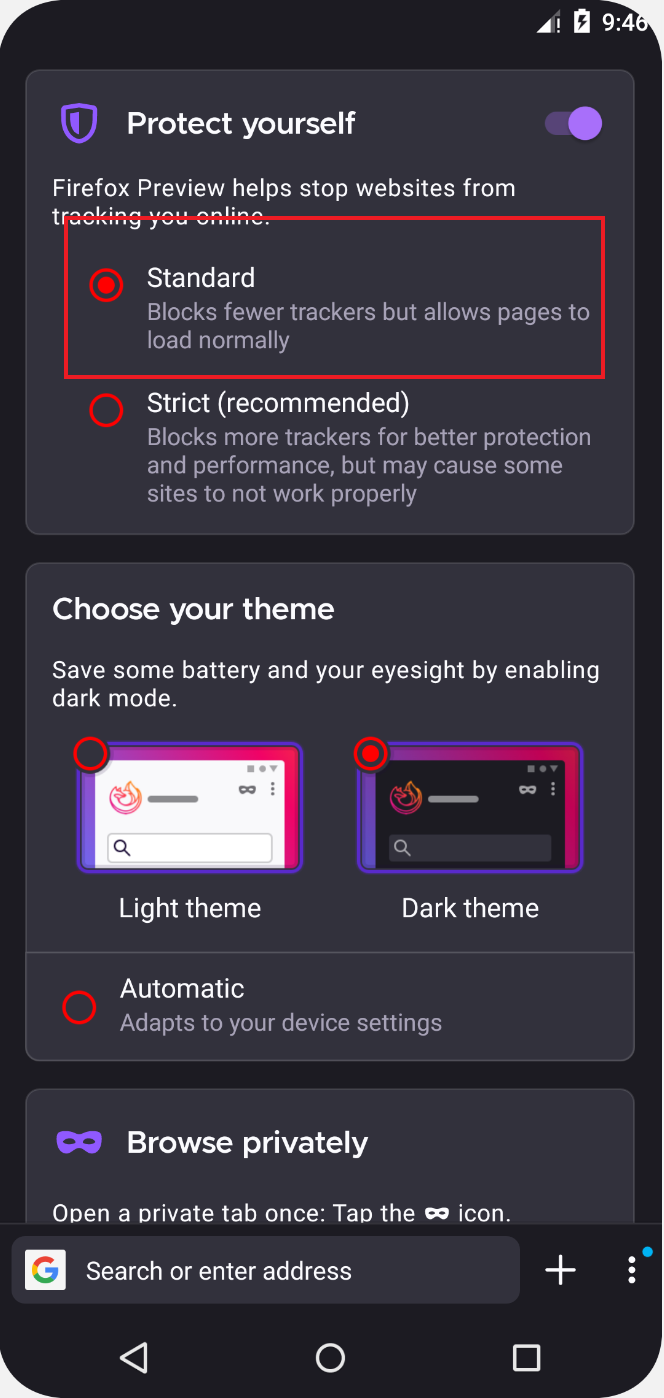 9:46
Protect yourself
Firefox Preview helps stop websites from
tracking you online.
Standard
Blocks fewer trackers but allows pages to
load normally
Strict (recommended)
Blocks more trackers for better protection
and performance, but may cause some
sites to not work properly
Choose your theme
Save some battery and your eyesight by enabling
dark mode.
Light theme
Dark theme
Automatic
Adapts to your device settings
Browse privately
Open a private tab once: Tap the icon.
G
Search or enter address